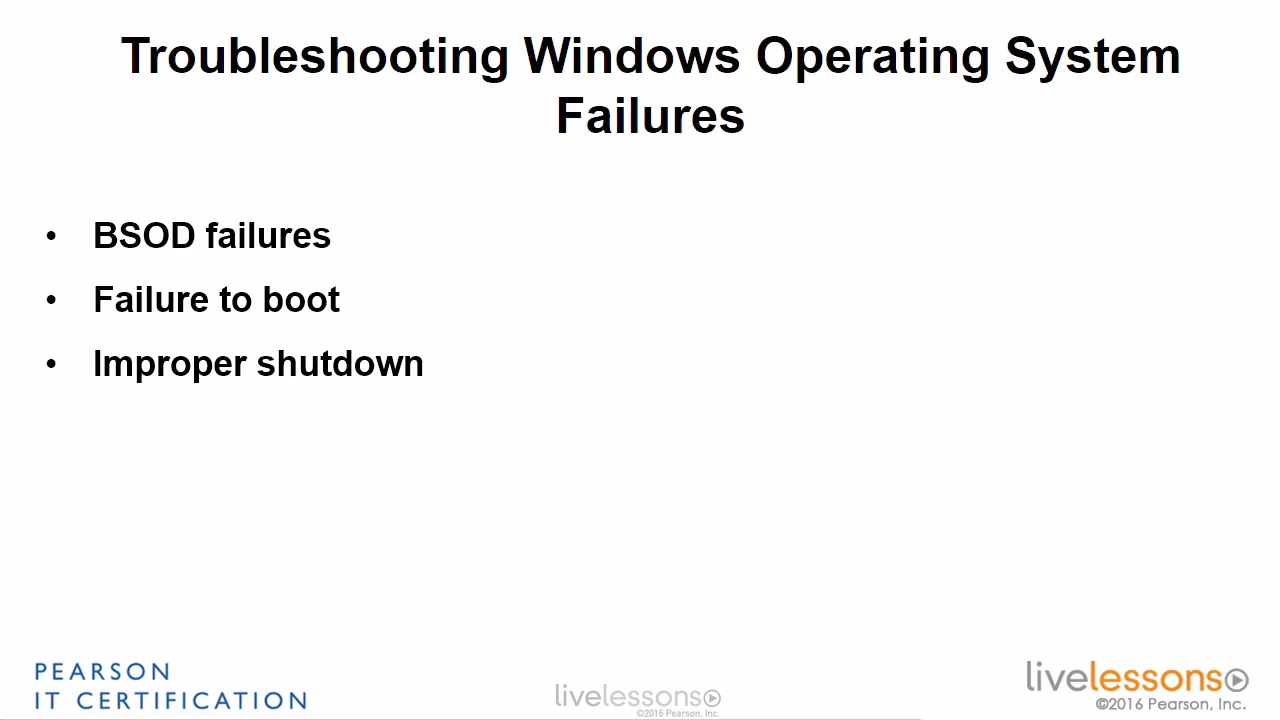 Troubleshooting Windows Operating System
Failures
• BSOD failures
• Failure to boot
• Improper shutdown
PEARSON
IT CERTIFICATION
livelessons
©2016 Pearson, Inc.
livelessons
©2016 Pearson, Inc.